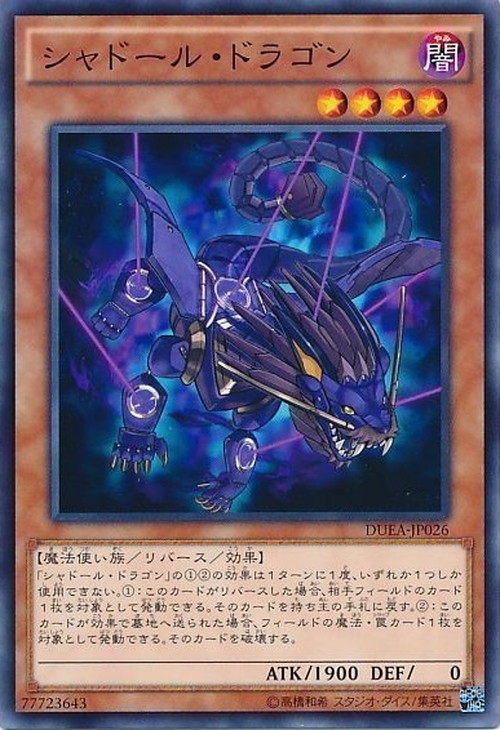 シャドール・ドラゴン
闇
DUEA-JP026
【魔法使い族／リバース／効果】
「シャドール・ドラゴン」の①②の効果は1ターンに1度、いずれか1つしか
使用できない。①：このカードがリバースした場合、相手フィールドのカード
1枚を対象として発動できる。そのカードを持ち主の手札に戻す。②：この
カードが効果で墓地へ送られた場合、フィールドの魔法・罠カード1枚を
対象として発動できる。そのカードを破壊する。
ATK/1900 DEF/ 0
77723643 ©高橋和希 スタジオ・ダイス/集英社